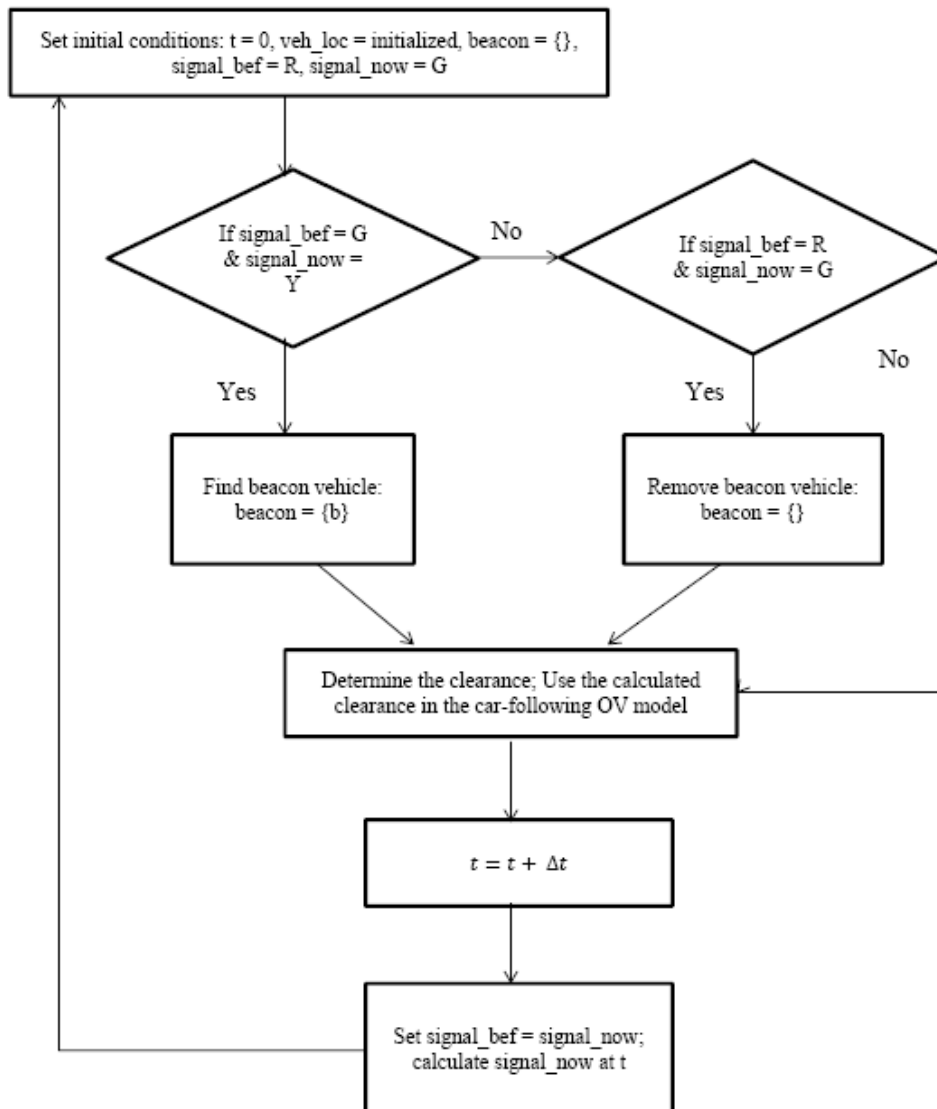 Set initial conditions: t = 0, veh_loc = initialized, beacon = {},
signal_bef = R, signal_now = G
If signal_bef = G
& signal_now =
Y
No
If signal_bef = R
& signal_now = G
No
Yes
Yes
Find beacon vehicle:
beacon = {b}
Remove beacon vehicle:
beacon = {}
Determine the clearance; Use the calculated
clearance in the car-following OV model
t = t + Δt
Set signal_bef = signal_now;
calculate signal_now at t